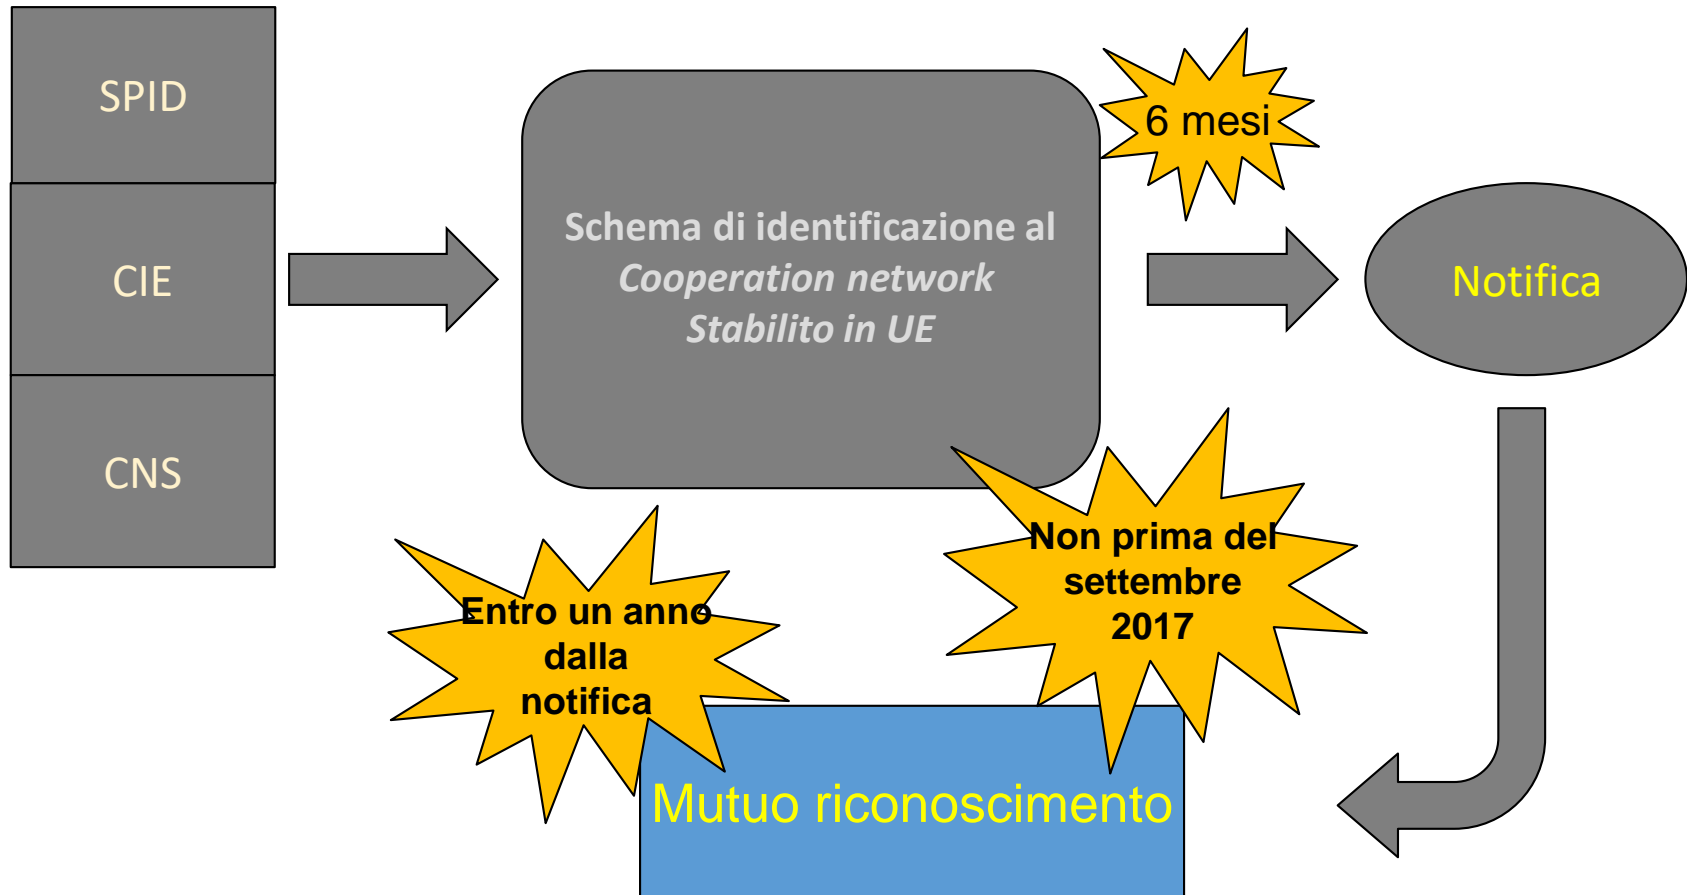 SPID
CIE
CNS
Schema di identificazione al
Cooperation network
Stabilito in UE
6 mesi
Notifica
Non prima del
settembre
2017
Entro un anno
dalla
notifica
Mutuo riconoscimento